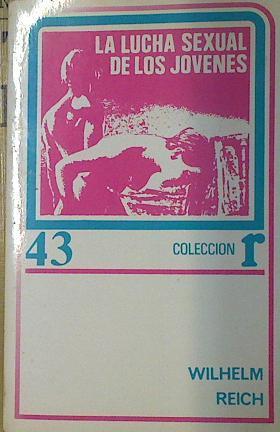 LA LUCHA SEXUAL
DE LOS JOVENES
43
COLECCION r
WILHELM
REICH